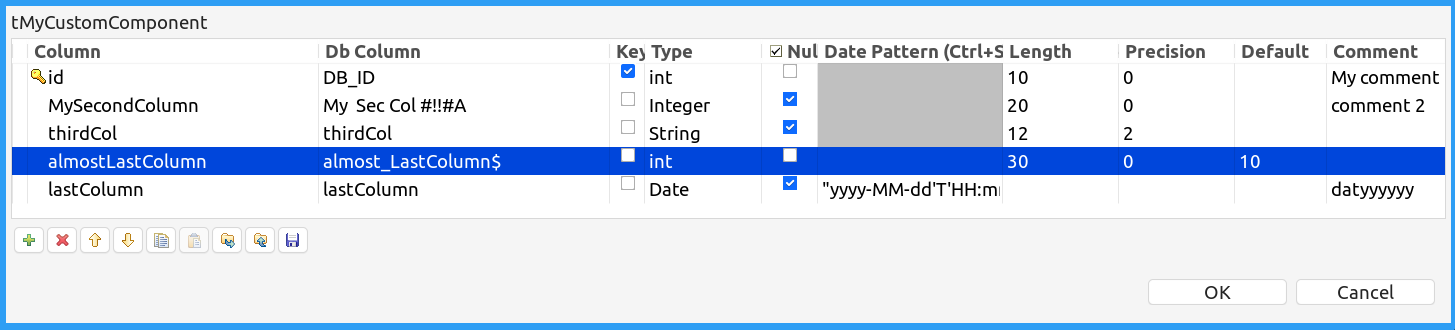 tMyCustomComponent
Column Db Column Key Type Nul Date Pattern (Ctrl+S Length Precision Default Comment
id DB_ID int 10 0 My comment
MySecondColumn My  Sec Col #!!#A Integer 20 0 comment 2
thirdCol thirdCol String 12 2
almostLastColumn almost_LastColumn$ int 30 0 10
lastColumn lastColumn Date "yyyy-MM-dd'T'HH:m datyyyyyy
OK Cancel